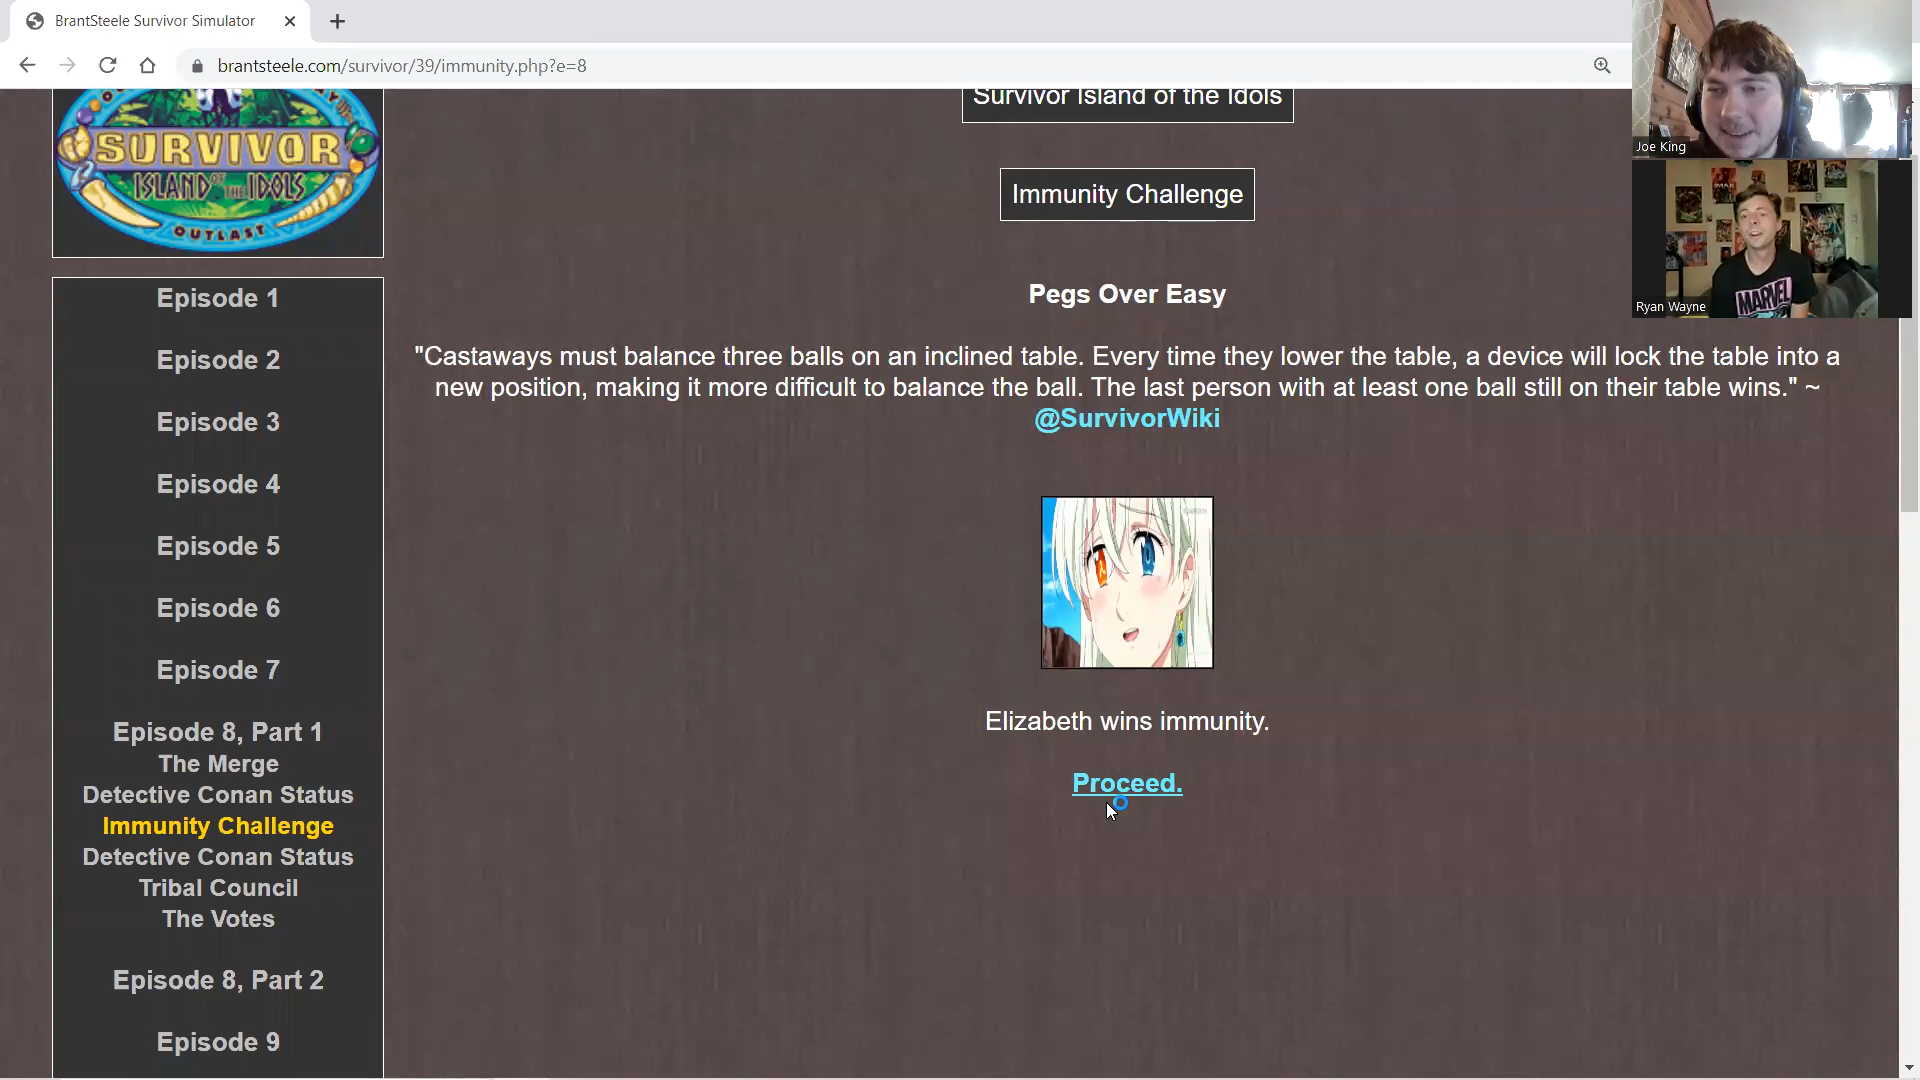 BrantSteele Survivor Simulator
brantsteele.com/survivor/39/immunity.php?e=8
Survivor Island of the Idols
SURVIVOR
ISLAND OF THE IDOLS
OUTLAST
Immunity Challenge
Pegs Over Easy
"Castaways must balance three balls on an inclined table. Every time they lower the table, a device will lock the table into a
new position, making it more difficult to balance the ball. The last person with at least one ball still on their table wins." ~
@SurvivorWiki
Elizabeth wins immunity.
Proceed.
Episode 1
Episode 2
Episode 3
Episode 4
Episode 5
Episode 6
Episode 7
Episode 8, Part 1
The Merge
Detective Conan Status
Immunity Challenge
Detective Conan Status
Tribal Council
The Votes
Episode 8, Part 2
Episode 9
Joe King
MARVEL
Ryan Wayne